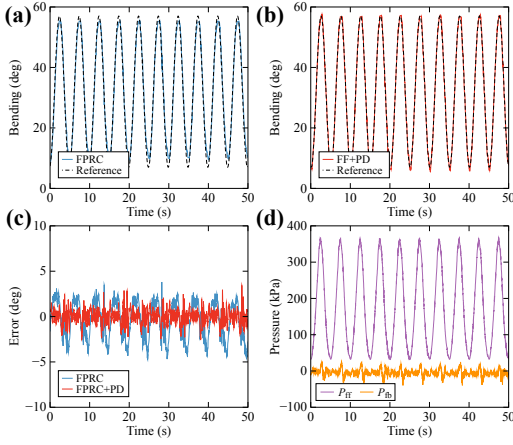 (a)
60
40
20
0
Bending (deg)
FPRC
Reference
0 10 20 30 40 50
Time (s)
(b)
60
40
20
0
Bending (deg)
FF+PD
Reference
0 10 20 30 40 50
Time (s)
(c)
10
5
0
−5
−10
Error (deg)
FPRC
FPRC+PD
0 10 20 30 40 50
Time (s)
(d)
400
300
200
100
0
−100
Pressure (kPa)
Pff Pfb
0 10 20 30 40 50
Time (s)